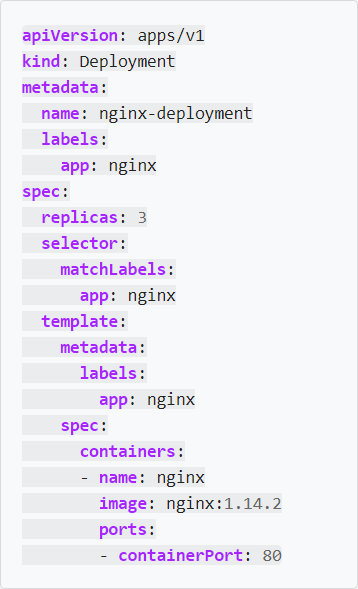 apiVersion: apps/v1
kind: Deployment
metadata:
  name: nginx-deployment
  labels:
    app: nginx
spec:
  replicas: 3
  selector:
    matchLabels:
      app: nginx
  template:
    metadata:
      labels:
        app: nginx
    spec:
      containers:
      - name: nginx
        image: nginx:1.14.2
        ports:
        - containerPort: 80